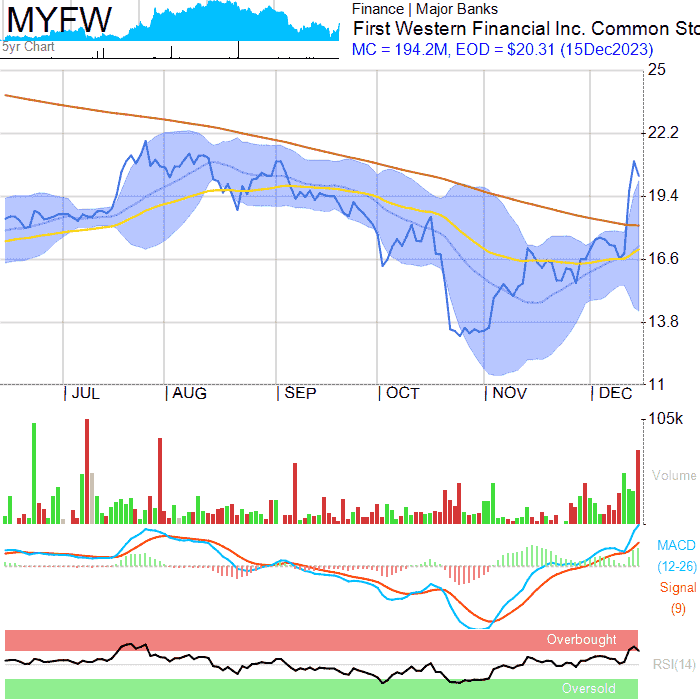 MYFW
5yr Chart
Finance | Major Banks
First Western Financial Inc. Common Sto
MC = 194.2M, EOD = $20.31 (15Dec2023)
25
22.2
19.4
16.6
13.8
11
JUL AUG SEP OCT NOV DEC
105k
Volume
MACD
(12-26)
Signal
(9)
Overbought
RSI(14)
Oversold